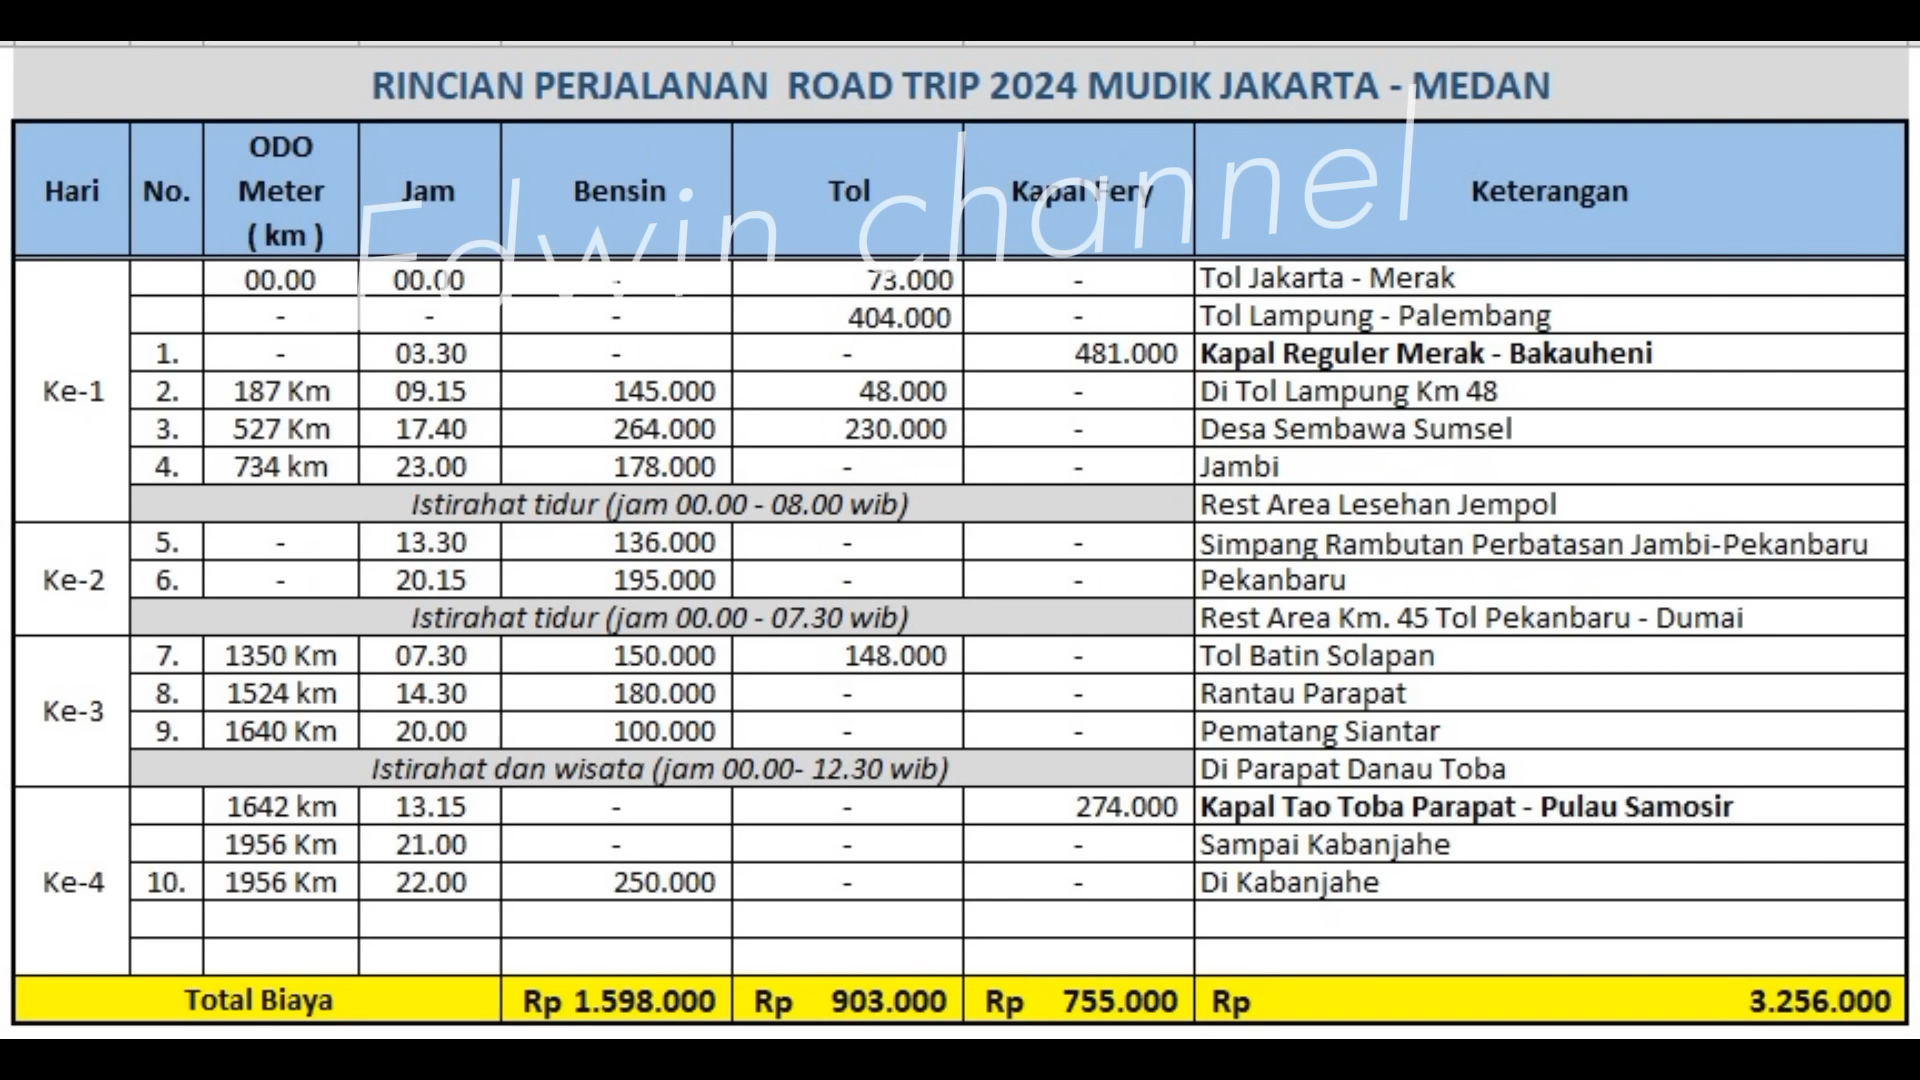 RINCIAN PERJALANAN ROAD TRIP 2024 MUDIK JAKARTA - MEDAN
Hari No. ODO Meter ( km ) Jam Bensin Tol Kapal Fery Keterangan
Edwin channel
Ke-1
00.00 00.00 - 73.000 - Tol Jakarta - Merak
- - - 404.000 - Tol Lampung - Palembang
1. - 03.30 - - 481.000 Kapal Reguler Merak - Bakauheni
2. 187 Km 09.15 145.000 48.000 - Di Tol Lampung Km 48
3. 527 Km 17.40 264.000 230.000 - Desa Sembawa Sumsel
4. 734 km 23.00 178.000 - - Jambi
Istirahat tidur (jam 00.00 - 08.00 wib) Rest Area Lesehan Jempol
Ke-2
5. - 13.30 136.000 - - Simpang Rambutan Perbatasan Jambi-Pekanbaru
6. - 20.15 195.000 - - Pekanbaru
Istirahat tidur (jam 00.00 - 07.30 wib) Rest Area Km. 45 Tol Pekanbaru - Dumai
Ke-3
7. 1350 Km 07.30 150.000 148.000 - Tol Batin Solapan
8. 1524 km 14.30 180.000 - - Rantau Parapat
9. 1640 Km 20.00 100.000 - - Pematang Siantar
Istirahat dan wisata (jam 00.00- 12.30 wib) Di Parapat Danau Toba
Ke-4
1642 km 13.15 - - 274.000 Kapal Tao Toba Parapat - Pulau Samosir
1956 Km 21.00 - - - Sampai Kabanjahe
10. 1956 Km 22.00 250.000 - - Di Kabanjahe
Total Biaya Rp 1.598.000 Rp 903.000 Rp 755.000 Rp 3.256.000